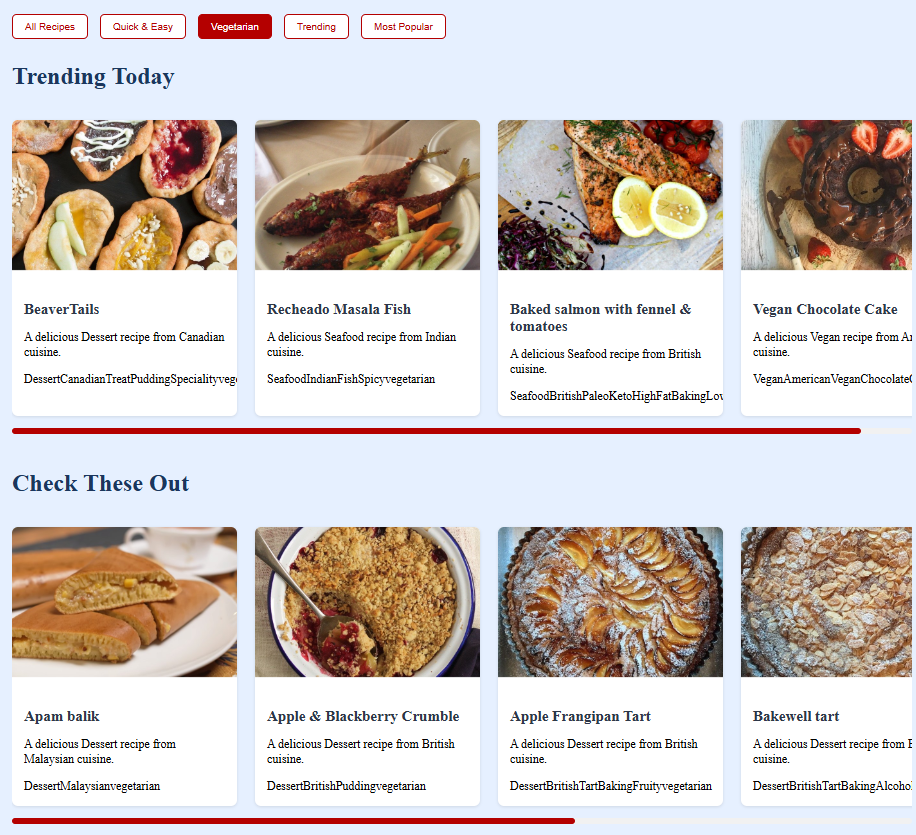 All Recipes
Quick & Easy
Vegetarian
Trending
Most Popular
Trending Today
BeaverTails
A delicious Dessert recipe from Canadian
cuisine.
DessertCanadianTreatPuddingSpecialityveg
Recheado Masala Fish
A delicious Seafood recipe from Indian
cuisine.
SeafoodIndianFishSpicyvegetarian
Baked salmon with fennel &
tomatoes
A delicious Seafood recipe from British
cuisine.
SeafoodBritishPaleoKetoHighFatBakingLow
Vegan Chocolate Cake
A delicious Vegan recipe from
cuisine.
VeganAmericanVeganChocolate
Check These Out
Apam balik
A delicious Dessert recipe from
Malaysian cuisine.
DessertMalaysianvegetarian
Apple & Blackberry Crumble
A delicious Dessert recipe from British
cuisine.
DessertBritishPuddingvegetarian
Apple Frangipan Tart
A delicious Dessert recipe from British
cuisine.
DessertBritishTartBakingFruityvegetarian
Bakewell tart
A delicious Dessert recipe from
cuisine.
DessertBritishTartBakingAlcoho